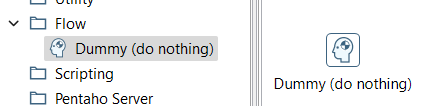 Utility
Flow
Dummy (do nothing)
Scripting
Pentaho Server
Dummy (do nothing)